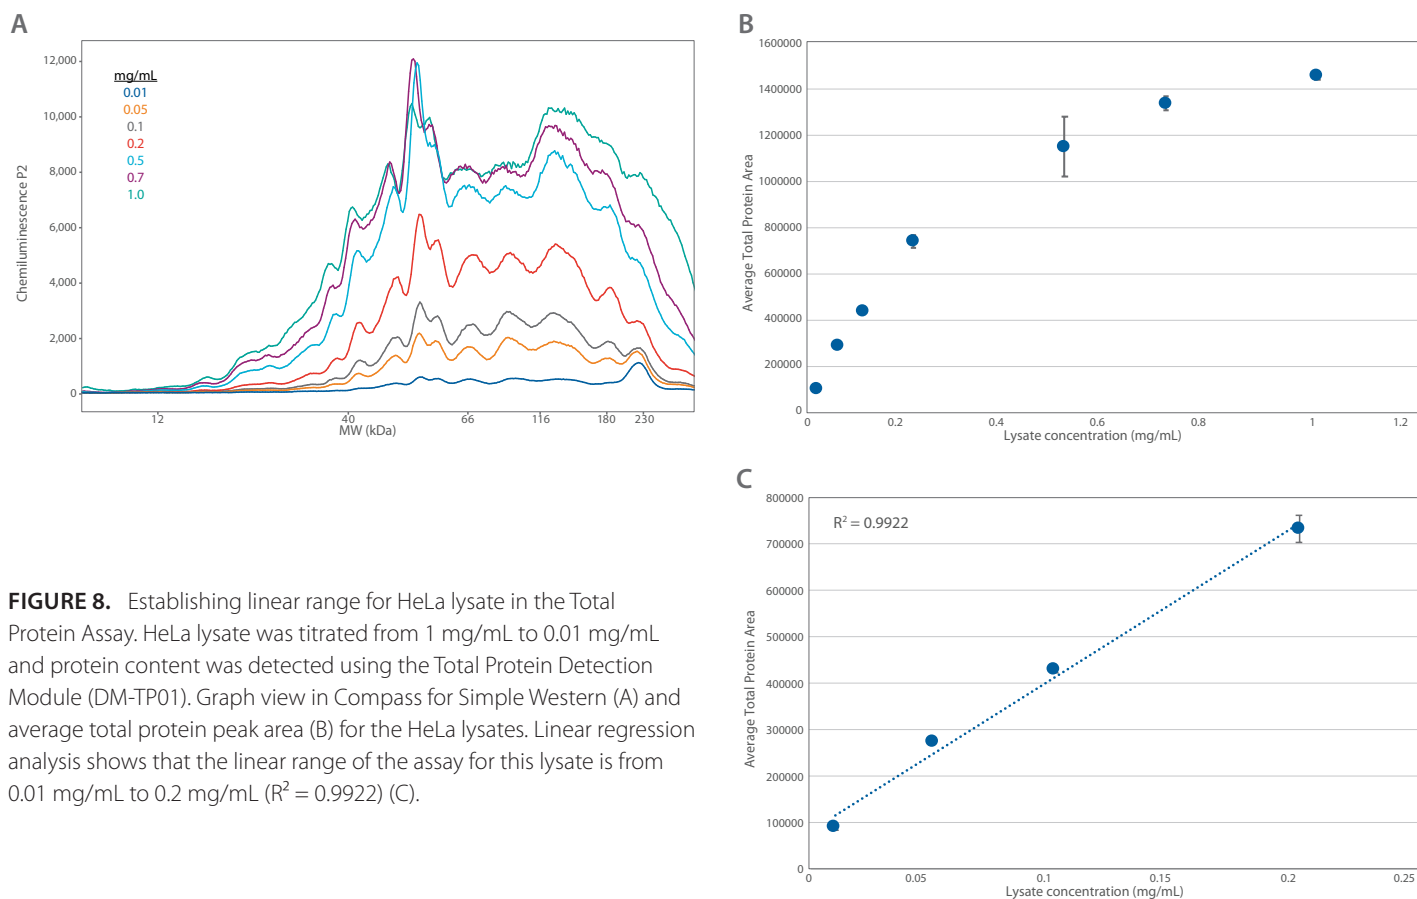 A
12,000
10,000
8,000
6,000
4,000
2,000
0
Chemiluminescence P2
mg/mL
0.01
0.05
0.1
0.2
0.5
0.7
1.0
12
40
66
116
180
230
MW (kDa)
B
1600000
1400000
1200000
1000000
800000
600000
400000
200000
0
Average Total Protein Area
0
0.2
0.4
0.6
0.8
1
1.2
Lysate concentration (mg/mL)
C
800000
700000
600000
500000
400000
300000
200000
100000
0
Average Total Protein Area
R² = 0.9922
0
0.05
0.1
0.15
0.2
0.25
Lysate concentration (mg/mL)
FIGURE 8. Establishing linear range for HeLa lysate in the Total
Protein Assay. HeLa lysate was titrated from 1 mg/mL to 0.01 mg/mL
and protein content was detected using the Total Protein Detection
Module (DM-TP01). Graph view in Compass for Simple Western (A) and
average total protein peak area (B) for the HeLa lysates. Linear regression
analysis shows that the linear range of the assay for this lysate is from
0.01 mg/mL to 0.2 mg/mL (R² = 0.9922) (C).